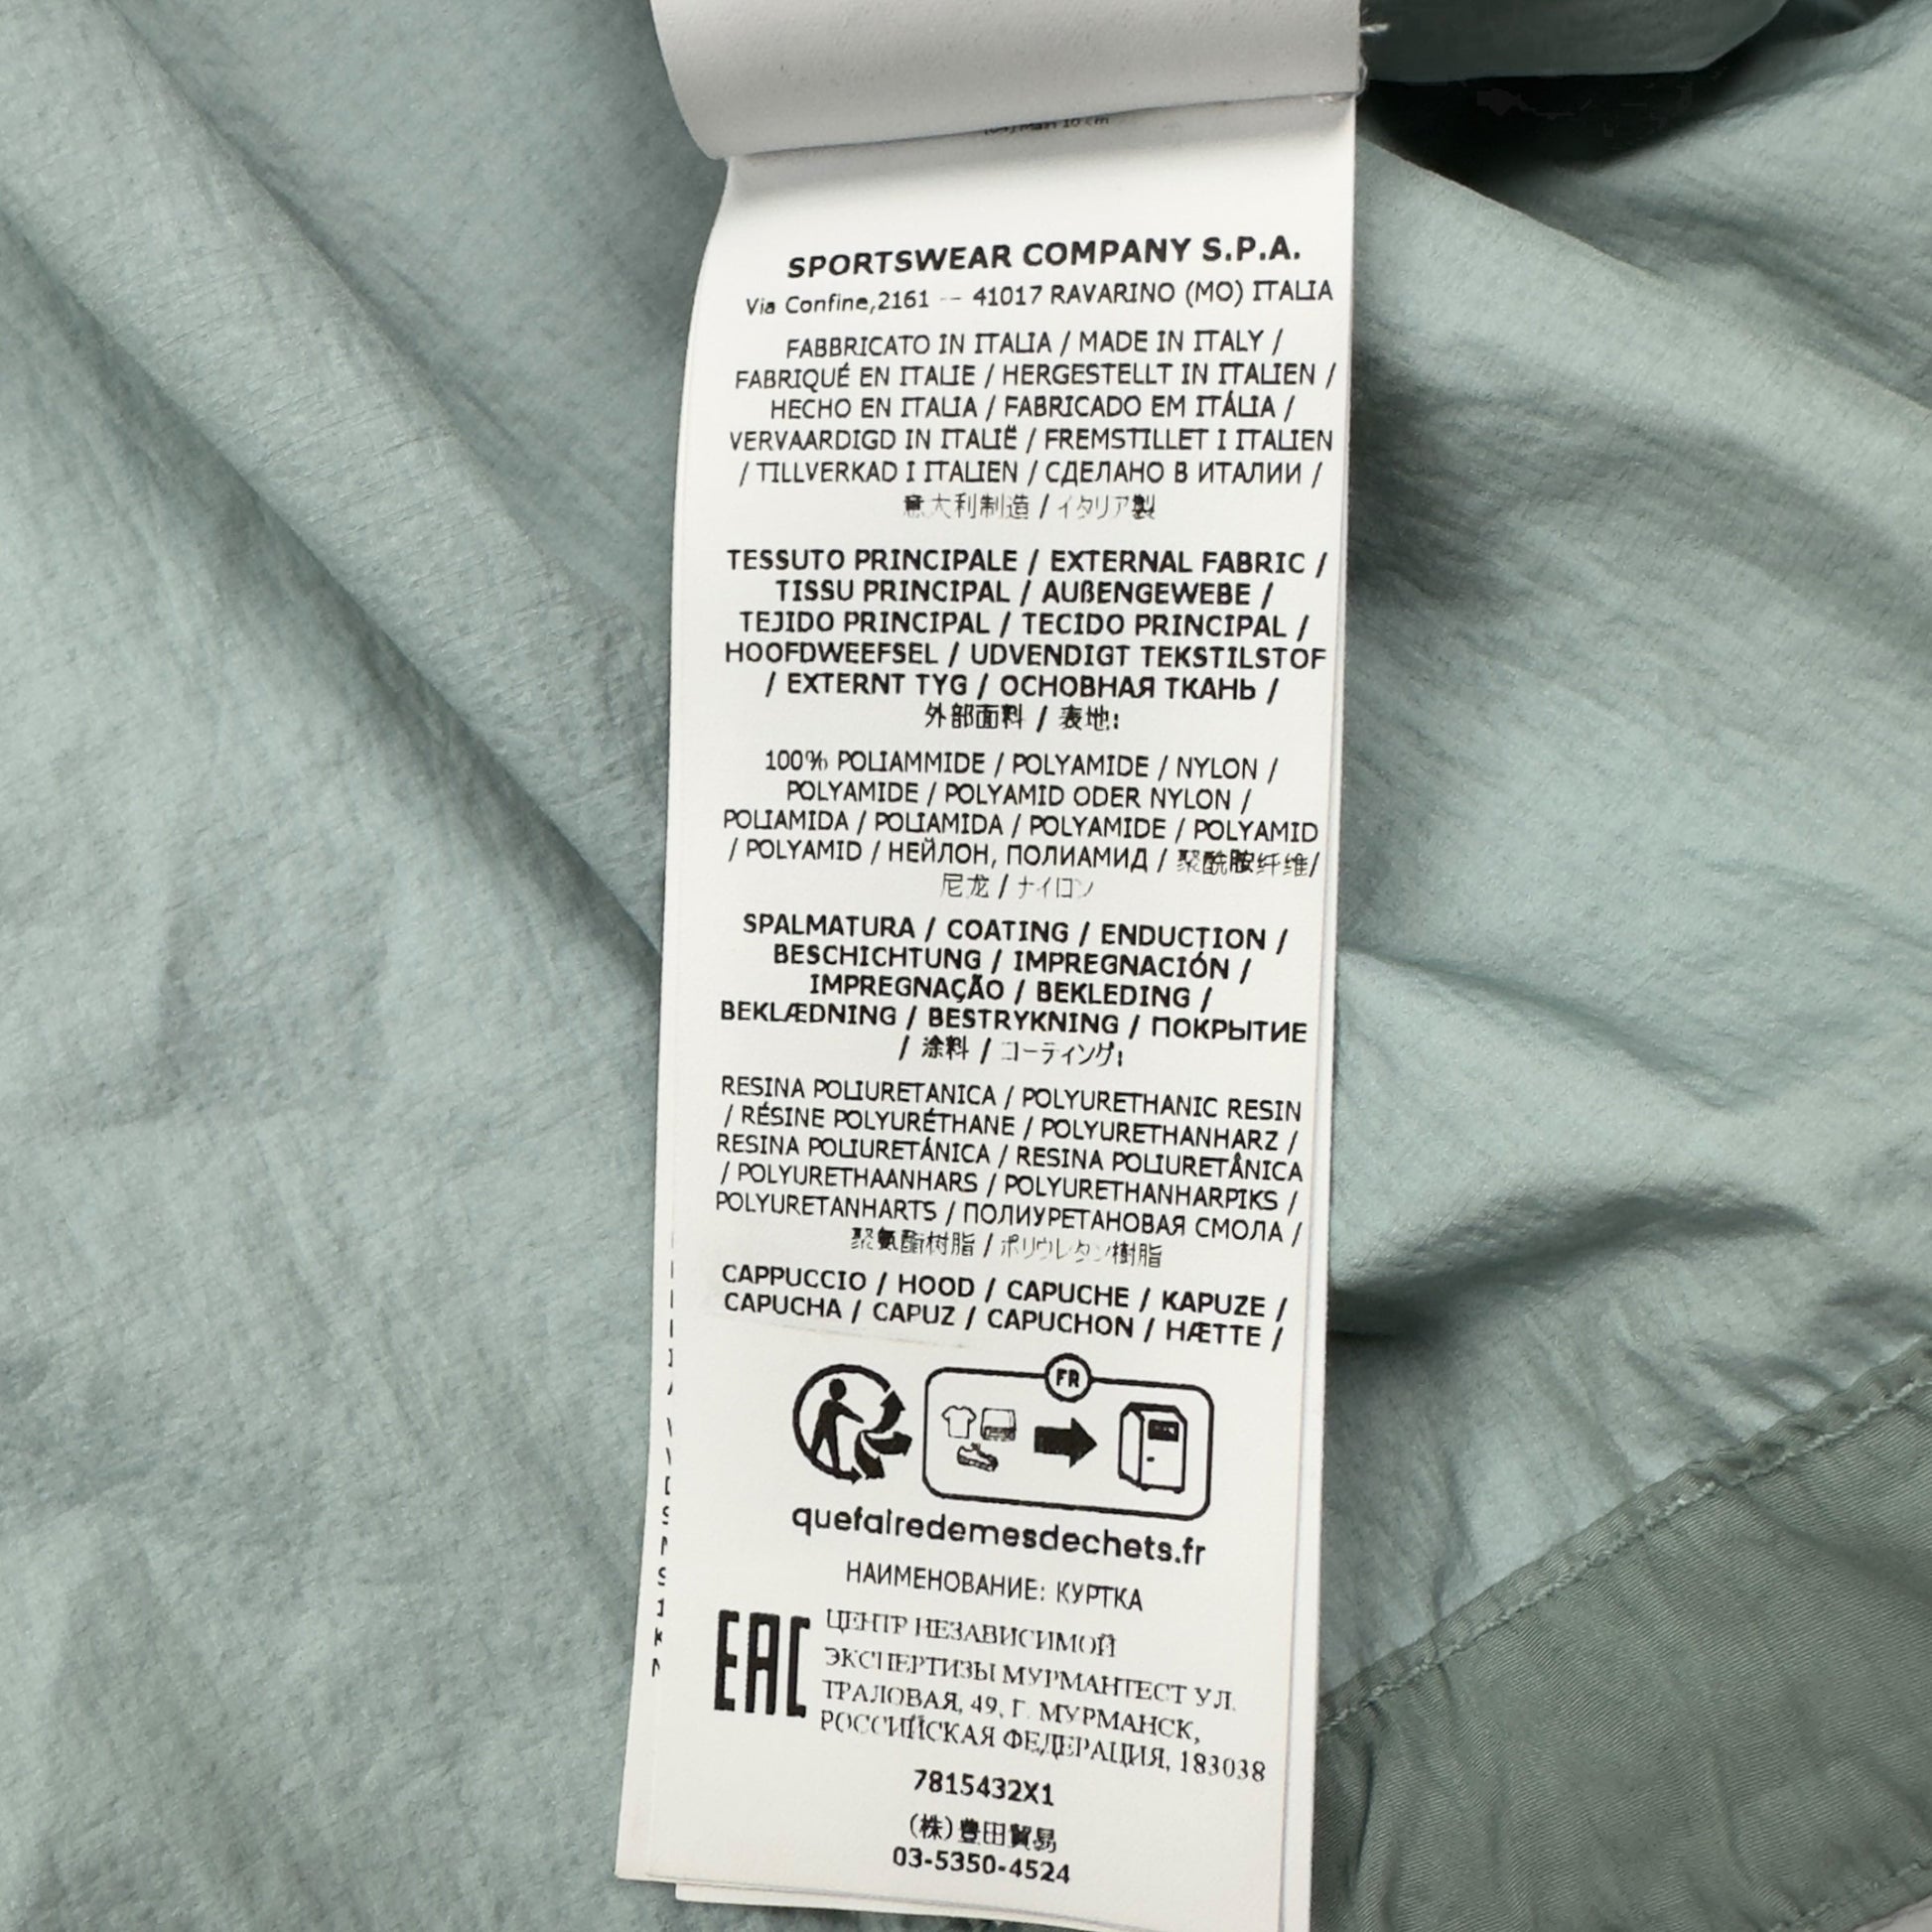 SPORTSWEAR COMPANY S.P.A.
Via Confine,2161 -- 41017 RAVARINO (MO) ITALIA
FABBRICATO IN ITALIA / MADE IN ITALY /
FABRIQUÉ EN ITALIE / HERGESTELLT IN ITALIEN /
HECHO EN ITALIA / FABRICADO EM ITÁLIA /
VERVAARDIGD IN ITALIË / FREMSTILLET I ITALIEN
/ TILLVERKAD I ITALIEN / СДЕЛАНО В ИТАЛИИ /
意大利制造 / イタリア製
TESSUTO PRINCIPALE / EXTERNAL FABRIC /
TISSU PRINCIPAL / AUßENGEWEBE /
TEJIDO PRINCIPAL / TECIDO PRINCIPAL /
HOOFDWEEFSEL / UDVENDIGT TEKSTILSTOF
/ EXTERNT TYG / ОСНОВНАЯ ТКАНЬ /
外部面料 / 表地:
100% POLIAMMIDE / POLYAMIDE / NYLON /
POLYAMIDE / POLYAMID ODER NYLON /
POLIAMIDA / POLIAMIDA / POLYAMIDE / POLYAMID
/ POLYAMID / НЕЙЛОН, ПОЛИАМИД / 聚酰胺纤维/
尼龙 / ナイロン
SPALMATURA / COATING / ENDUCTION /
BESCHICHTUNG / IMPREGNACIÓN /
IMPREGNAÇÃO / BEKLEDING /
BEKLÆDNING / BESTRYKNING / ПОКРЫТИЕ
/ 涂料 / コーティング:
RESINA POLIURETANICA / POLYURETHANIC RESIN
/ RÉSINE POLYURÉTHANE / POLYURETHANHARZ /
RESINA POLIURETÁNICA / RESINA POLIURETÂNICA
/ POLYURETHAANHARS / POLYURETHANHARPIKS /
POLYURETANHARTS / ПОЛИУРЕТАНОВАЯ СМОЛА /
聚氨酯树脂 / ポリウレタン樹脂
CAPPUCCIO / HOOD / CAPUCHE / KAPUZE /
CAPUCHA / CAPUZ / CAPUCHON / HÆTTE /
FR
quefairedemesdechets.fr
НАИМЕНОВАНИЕ: КУРТКА
EAC
ЦЕНТР НЕЗАВИСИМОЙ
ЭКСПЕРТИЗЫ МУРМАНТЕСТ УЛ.
ТРАЛОВАЯ, 49, Г. МУРМАНСК,
РОССИЙСКАЯ ФЕДЕРАЦИЯ, 183038
7815432X1
(株)豊田貿易
03-5350-4524